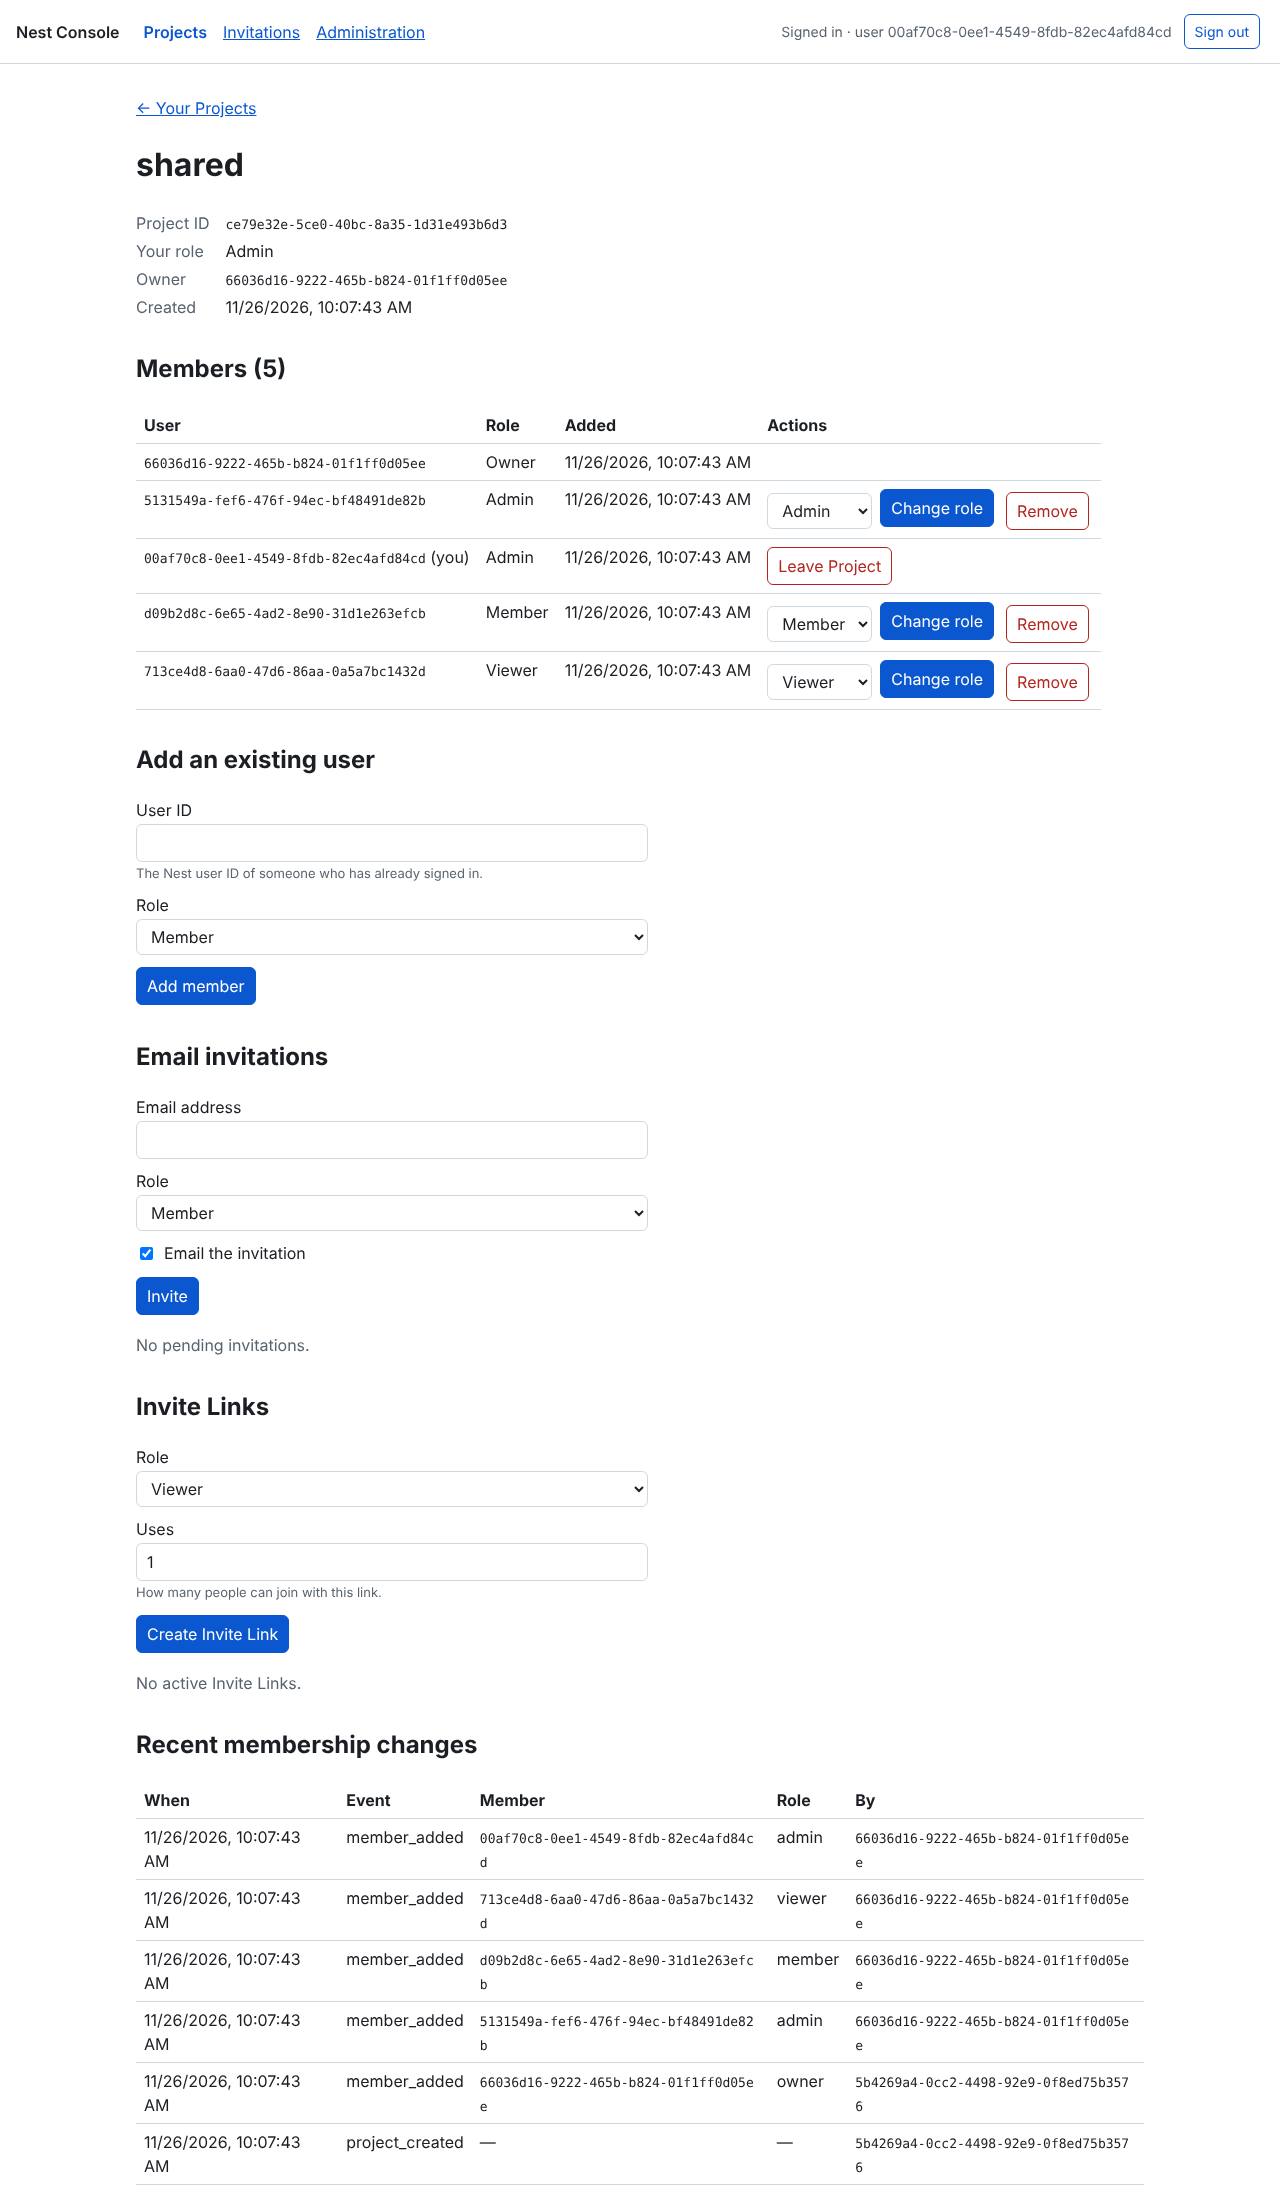 Nest Console Projects Invitations Administration Signed in · user 00af70c8-0ee1-4549-8fdb-82ec4afd84cd Sign out
← Your Projects
shared
Project ID ce79e32e-5ce0-40bc-8a35-1d31e493b6d3
Your role Admin
Owner 66036d16-9222-465b-b824-01f1ff0d05ee
Created 11/26/2026, 10:07:43 AM
Members (5)
User Role Added Actions
66036d16-9222-465b-b824-01f1ff0d05ee Owner 11/26/2026, 10:07:43 AM
5131549a-fef6-476f-94ec-bf48491de82b Admin 11/26/2026, 10:07:43 AM Admin Change role Remove
00af70c8-0ee1-4549-8fdb-82ec4afd84cd (you) Admin 11/26/2026, 10:07:43 AM Leave Project
d09b2d8c-6e65-4ad2-8e90-31d1e263efcb Member 11/26/2026, 10:07:43 AM Member Change role Remove
713ce4d8-6aa0-47d6-86aa-0a5a7bc1432d Viewer 11/26/2026, 10:07:43 AM Viewer Change role Remove
Add an existing user
User ID
The Nest user ID of someone who has already signed in.
Role
Member
Add member
Email invitations
Email address
Role
Member
Email the invitation
Invite
No pending invitations.
Invite Links
Role
Viewer
Uses
1
How many people can join with this link.
Create Invite Link
No active Invite Links.
Recent membership changes
When Event Member Role By
11/26/2026, 10:07:43 member_added 00af70c8-0ee1-4549-8fdb-82ec4afd84c admin 66036d16-9222-465b-b824-01f1ff0d05e
AM d e
11/26/2026, 10:07:43 member_added 713ce4d8-6aa0-47d6-86aa-0a5a7bc1432 viewer 66036d16-9222-465b-b824-01f1ff0d05e
AM d e
11/26/2026, 10:07:43 member_added d09b2d8c-6e65-4ad2-8e90-31d1e263efc member 66036d16-9222-465b-b824-01f1ff0d05e
AM b e
11/26/2026, 10:07:43 member_added 5131549a-fef6-476f-94ec-bf48491de82 admin 66036d16-9222-465b-b824-01f1ff0d05e
AM b e
11/26/2026, 10:07:43 member_added 66036d16-9222-465b-b824-01f1ff0d05e owner 5b4269a4-0cc2-4498-92e9-0f8ed75b357
AM e 6
11/26/2026, 10:07:43 project_created — — 5b4269a4-0cc2-4498-92e9-0f8ed75b357
AM 6